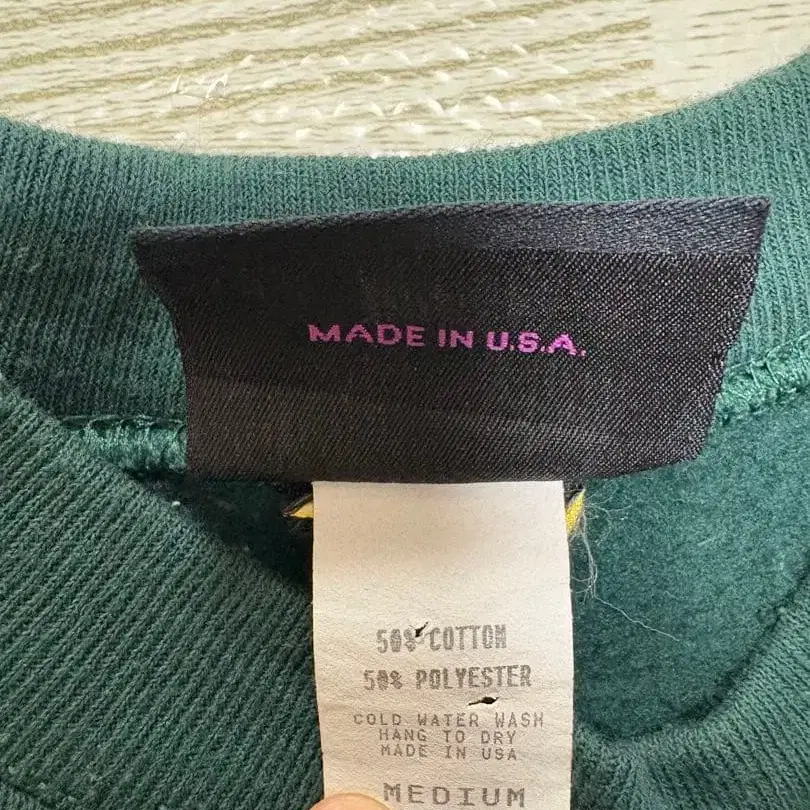 MADE IN U.S.A.
50% COTTON
50% POLYESTER
COLD WATER WASH
HANG TO DRY
MADE IN USA
MEDIUM